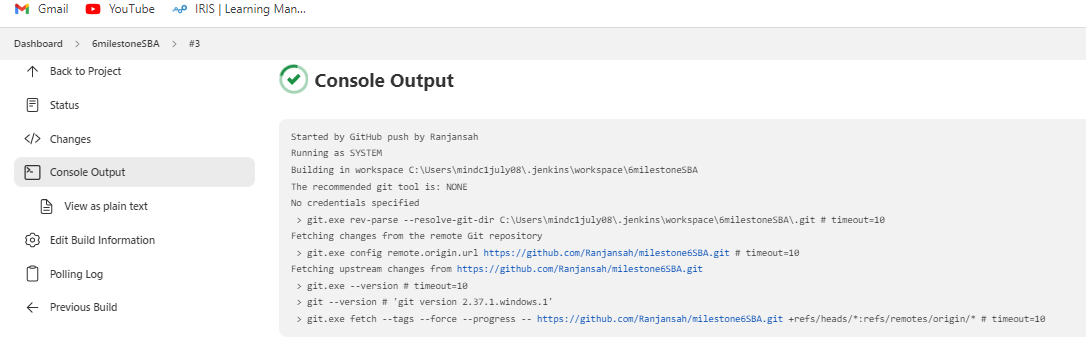 Gmail YouTube IRIS | Learning Man...
Dashboard > 6milestoneSBA > #3
Back to Project
Status
Changes
Console Output
View as plain text
Edit Build Information
Polling Log
Previous Build
Console Output
Started by GitHub push by Ranjansah
Running as SYSTEM
Building in workspace C:\Users\mindc1july08\.jenkins\workspace\6milestoneSBA
The recommended git tool is: NONE
No credentials specified
> git.exe rev-parse --resolve-git-dir C:\Users\mindc1july08\.jenkins\workspace\6milestoneSBA\.git # timeout=10
Fetching changes from the remote Git repository
> git.exe config remote.origin.url https://github.com/Ranjansah/milestone6SBA.git # timeout=10
Fetching upstream changes from https://github.com/Ranjansah/milestone6SBA.git
> git.exe --version # timeout=10
> git --version # 'git version 2.37.1.windows.1'
> git.exe fetch --tags --force --progress -- https://github.com/Ranjansah/milestone6SBA.git +refs/heads/*:refs/remotes/origin/* # timeout=10